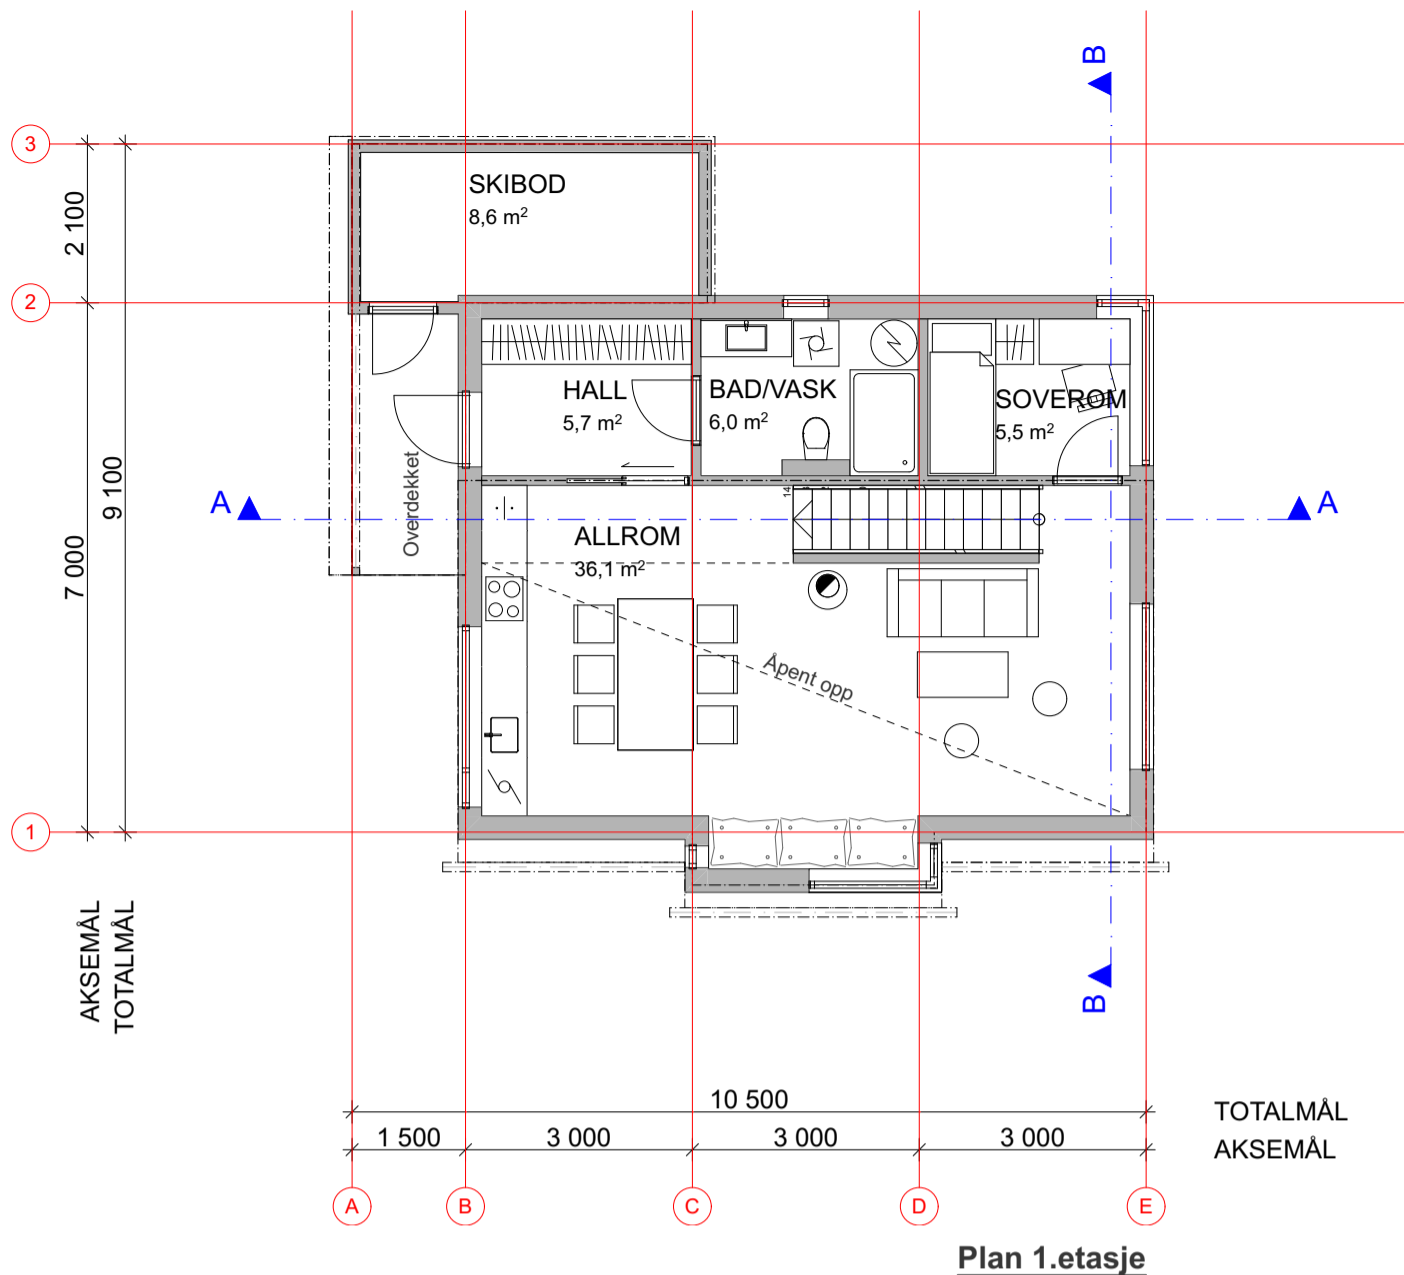 B
3
SKIBOD
8,6 m²
2 100
2
HALL
5,7 m²
BAD/VASK
6,0 m²
SOVEROM
5,5 m²
9 100
Overdekket
A
A
ALLROM
36,1 m²
14
7 000
Åpent opp
1
AKSEMÅL
TOTALMÅL
B
10 500
TOTALMÅL
1 500
3 000
3 000
3 000
AKSEMÅL
A
B
C
D
E
Plan 1.etasje